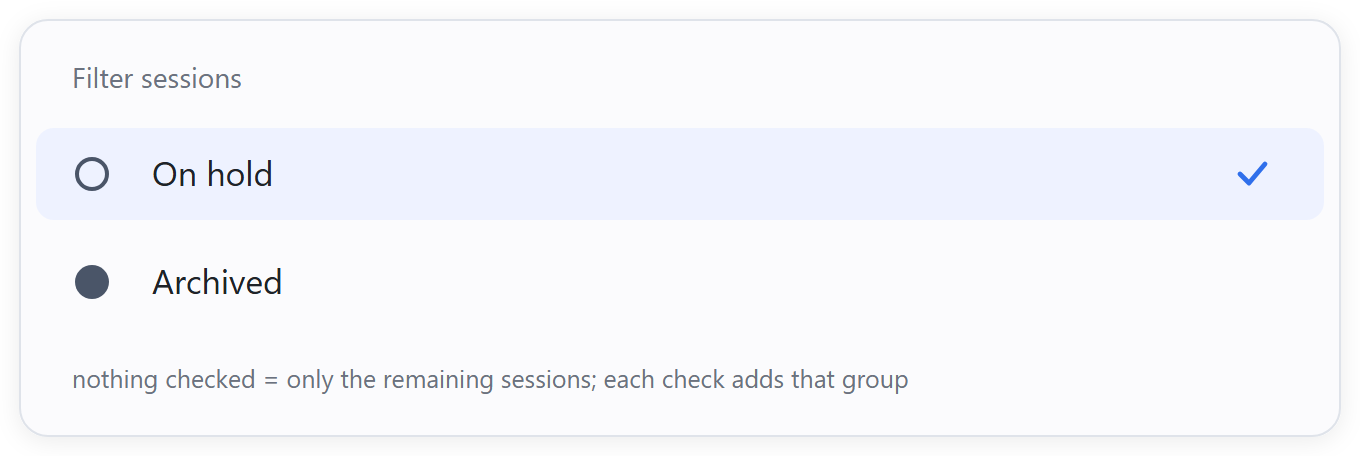 Filter sessions
On hold
Archived
nothing checked = only the remaining sessions; each check adds that group